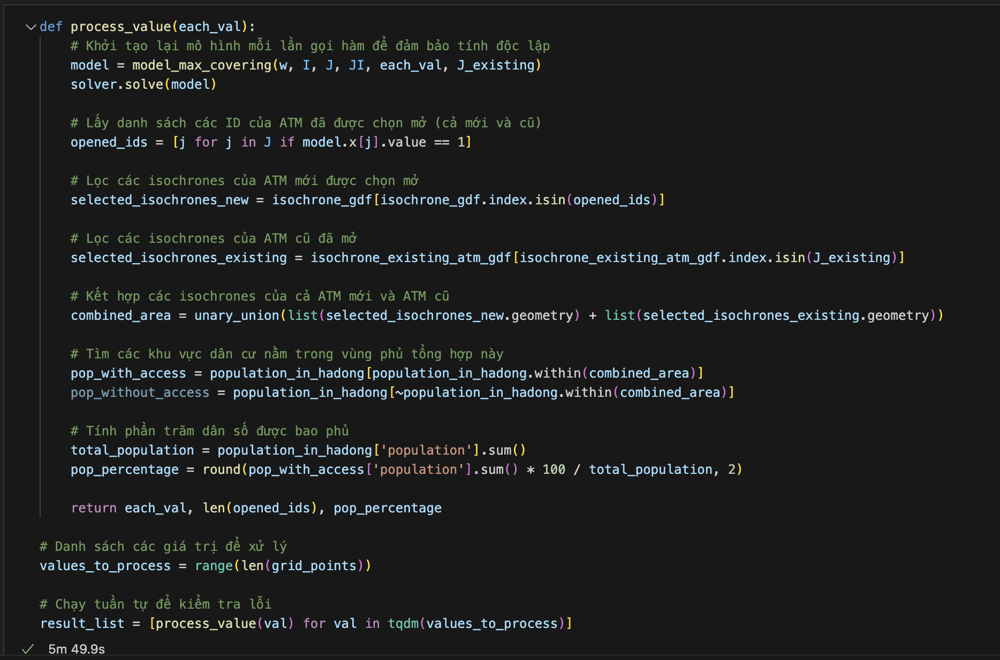 def process_value(each_val):
# Khởi tạo lại mô hình mỗi lần gọi hàm để đảm bảo tính độc lập
model = model_max_covering(w, I, J, JI, each_val, J_existing)
solver.solve(model)
# Lấy danh sách các ID của ATM đã được chọn mở (cả mới và cũ)
opened_ids = [j for j in J if model.x[j].value == 1]
# Lọc các isochrones của ATM mới được chọn mở
selected_isochrones_new = isochrone_gdf[isochrone_gdf.index.isin(opened_ids)]
# Lọc các isochrones của ATM cũ đã mở
selected_isochrones_existing = isochrone_existing_atm_gdf[isochrone_existing_atm_gdf.index.isin(J_existing)]
# Kết hợp các isochrones của cả ATM mới và ATM cũ
combined_area = unary_union(list(selected_isochrones_new.geometry) + list(selected_isochrones_existing.geometry))
# Tìm các khu vực dân cư nằm trong vùng phủ tổng hợp này
pop_with_access = population_in_hadong[population_in_hadong.within(combined_area)]
pop_without_access = population_in_hadong[~population_in_hadong.within(combined_area)]
# Tính phần trăm dân số được bao phủ
total_population = population_in_hadong['population'].sum()
pop_percentage = round(pop_with_access['population'].sum() * 100 / total_population, 2)
return each_val, len(opened_ids), pop_percentage
# Danh sách các giá trị để xử lý
values_to_process = range(len(grid_points))
# Chạy tuần tự để kiểm tra lỗi
result_list = [process_value(val) for val in tqdm(values_to_process)]
5m 49.9s